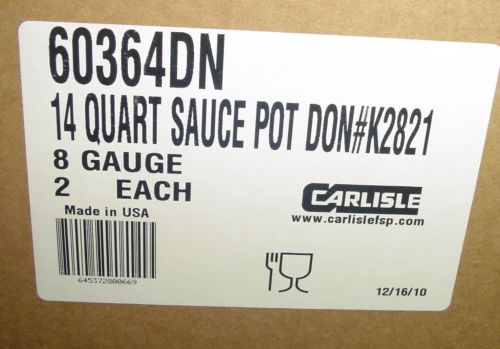 60364DN
14 QUART SAUCE POT DON#K2821
8 GAUGE
2 EACH
Made in USA
CARLISLE
www.carlislefsp.com
645372800669
12/16/10